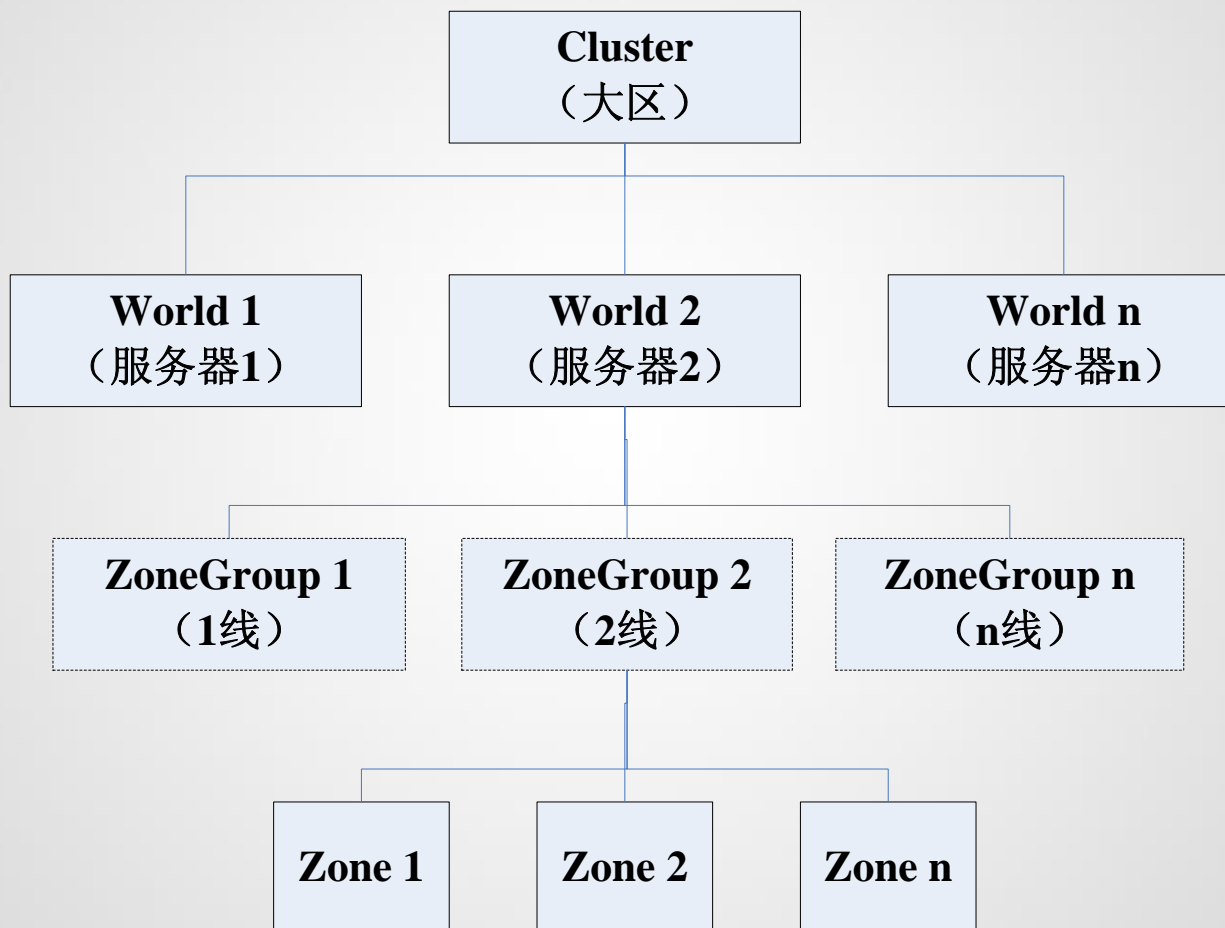 Cluster
（大区）
World 1
（服务器1）
World 2
（服务器2）
World n
（服务器n）
ZoneGroup 1
（1线）
ZoneGroup 2
（2线）
ZoneGroup n
（n线）
Zone 1
Zone 2
Zone n